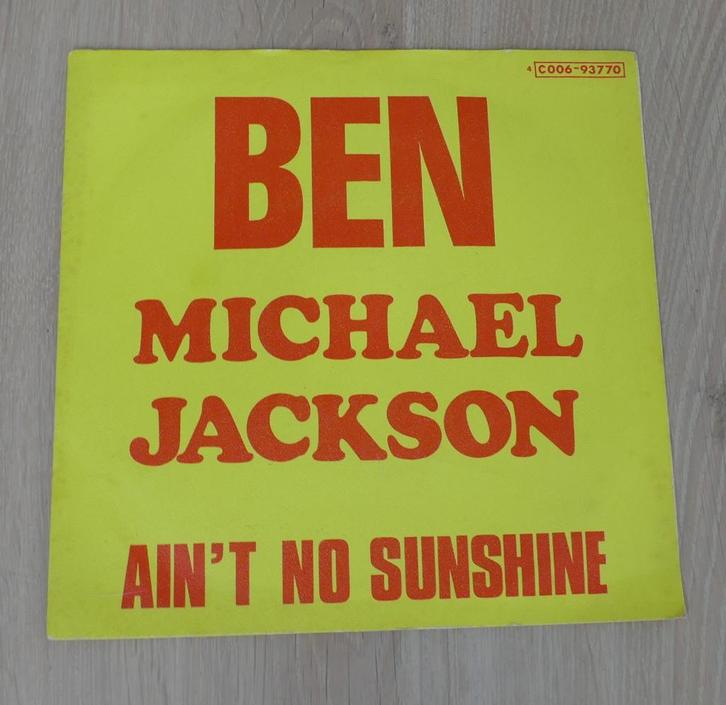 4 C006-93770
BEN
MICHAEL
JACKSON
AIN'T NO SUNSHINE